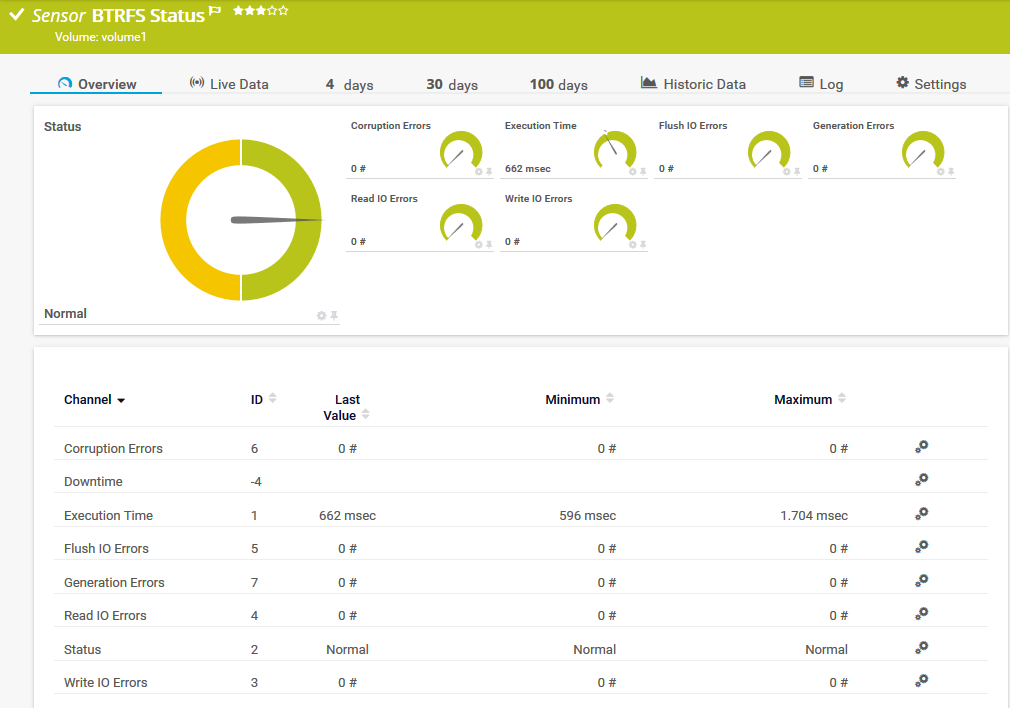 Sensor BTRFS Status
Volume: volume1
Overview Live Data 4 days 30 days 100 days Historic Data Log Settings
Status
Corruption Errors Execution Time Flush IO Errors Generation Errors
0 # 662 msec 0 # 0 #
Read IO Errors Write IO Errors
0 # 0 #
Normal
Channel ID Last Value Minimum Maximum
Corruption Errors 6 0 # 0 # 0 #
Downtime -4
Execution Time 1 662 msec 596 msec 1.704 msec
Flush IO Errors 5 0 # 0 # 0 #
Generation Errors 7 0 # 0 # 0 #
Read IO Errors 4 0 # 0 # 0 #
Status 2 Normal Normal Normal
Write IO Errors 3 0 # 0 # 0 #